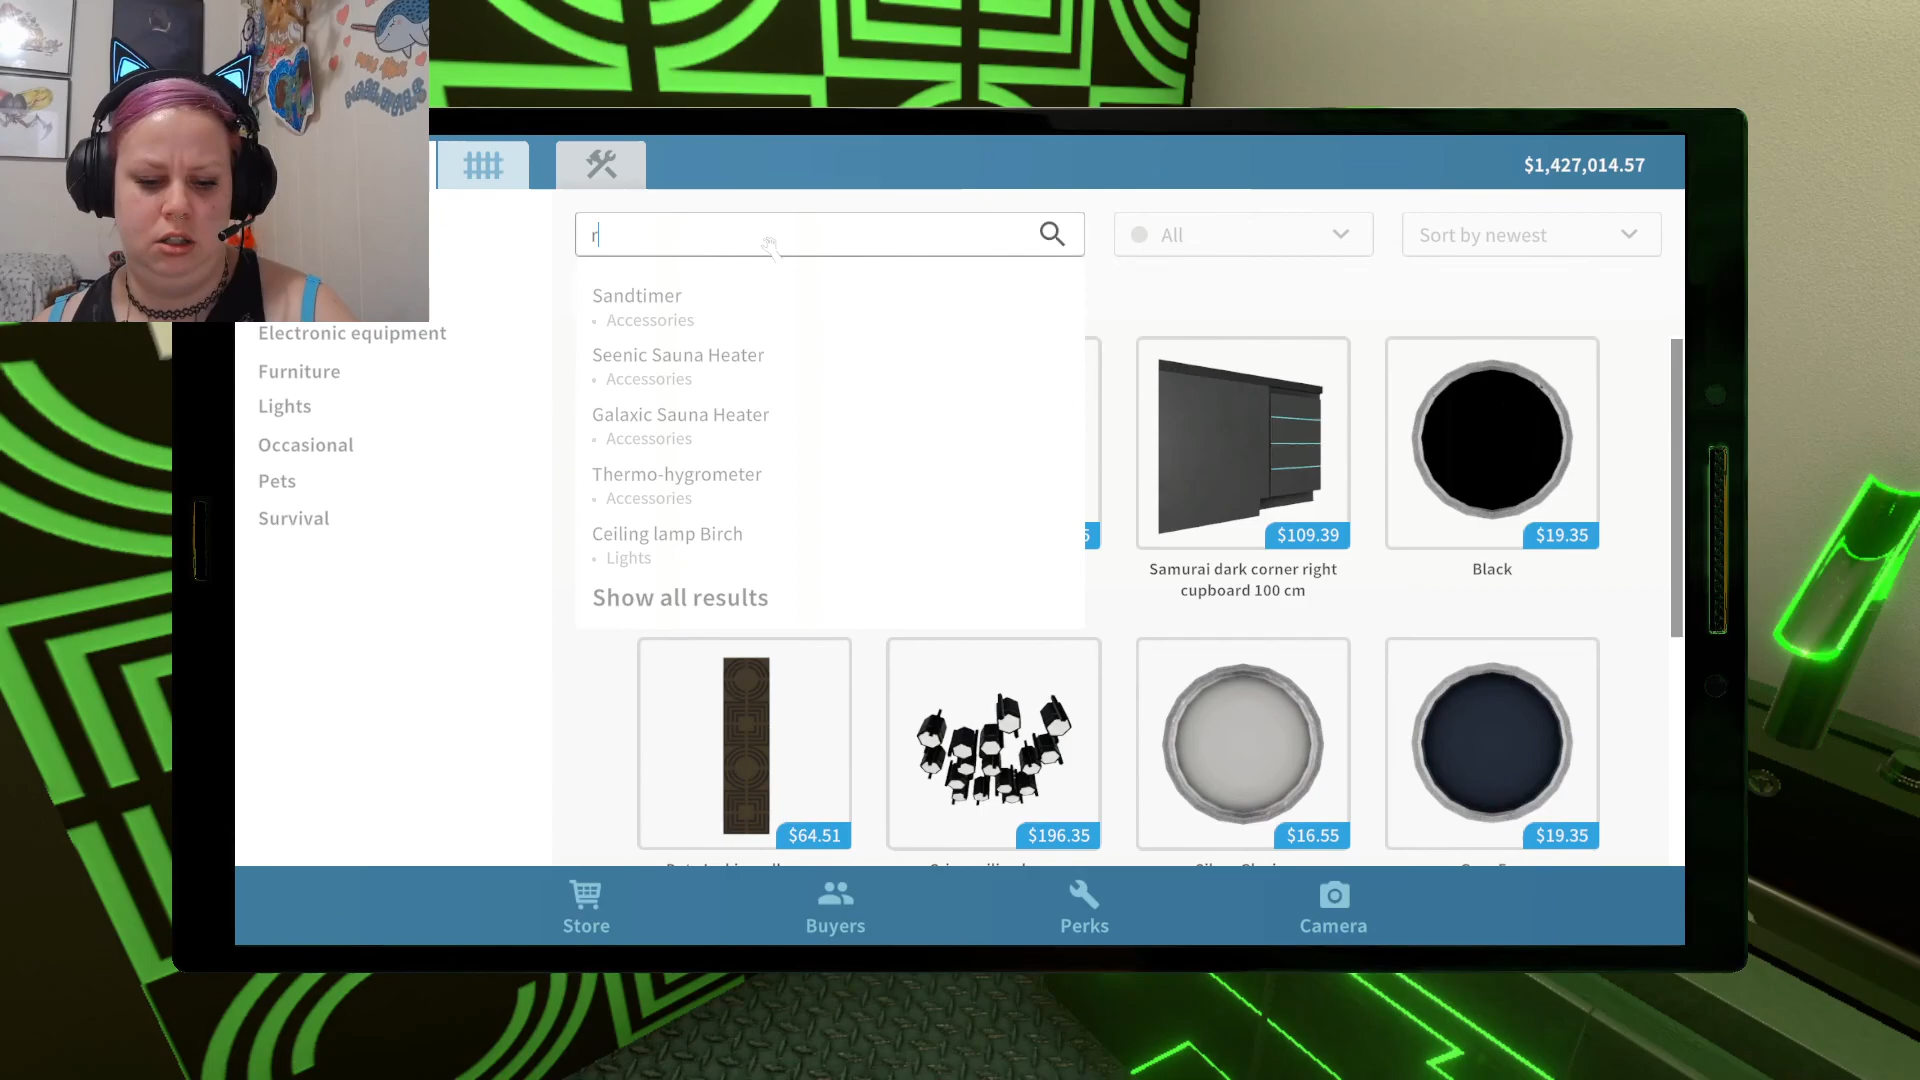 $1,427,014.57
r
All
Sort by newest
Sandtimer
Accessories
Seenic Sauna Heater
Accessories
Galaxic Sauna Heater
Accessories
Thermo-hygrometer
Accessories
Ceiling lamp Birch
Lights
Show all results
Electronic equipment
Furniture
Lights
Occasional
Pets
Survival
5
$109.39
$19.35
Samurai dark corner right
cupboard 100 cm
Black
$64.51
$196.35
$16.55
$19.35
Store
Buyers
Perks
Camera